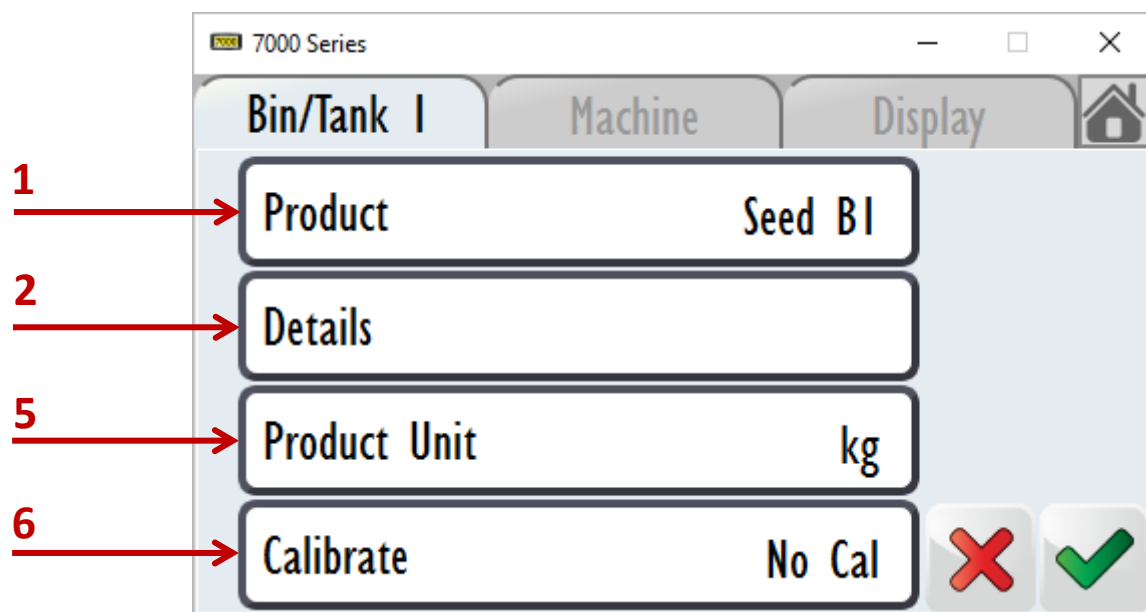 7000 7000 Series
Bin/Tank 1 Machine Display
1
Product Seed B1
2
Details
5
Product Unit kg
6
Calibrate No Cal